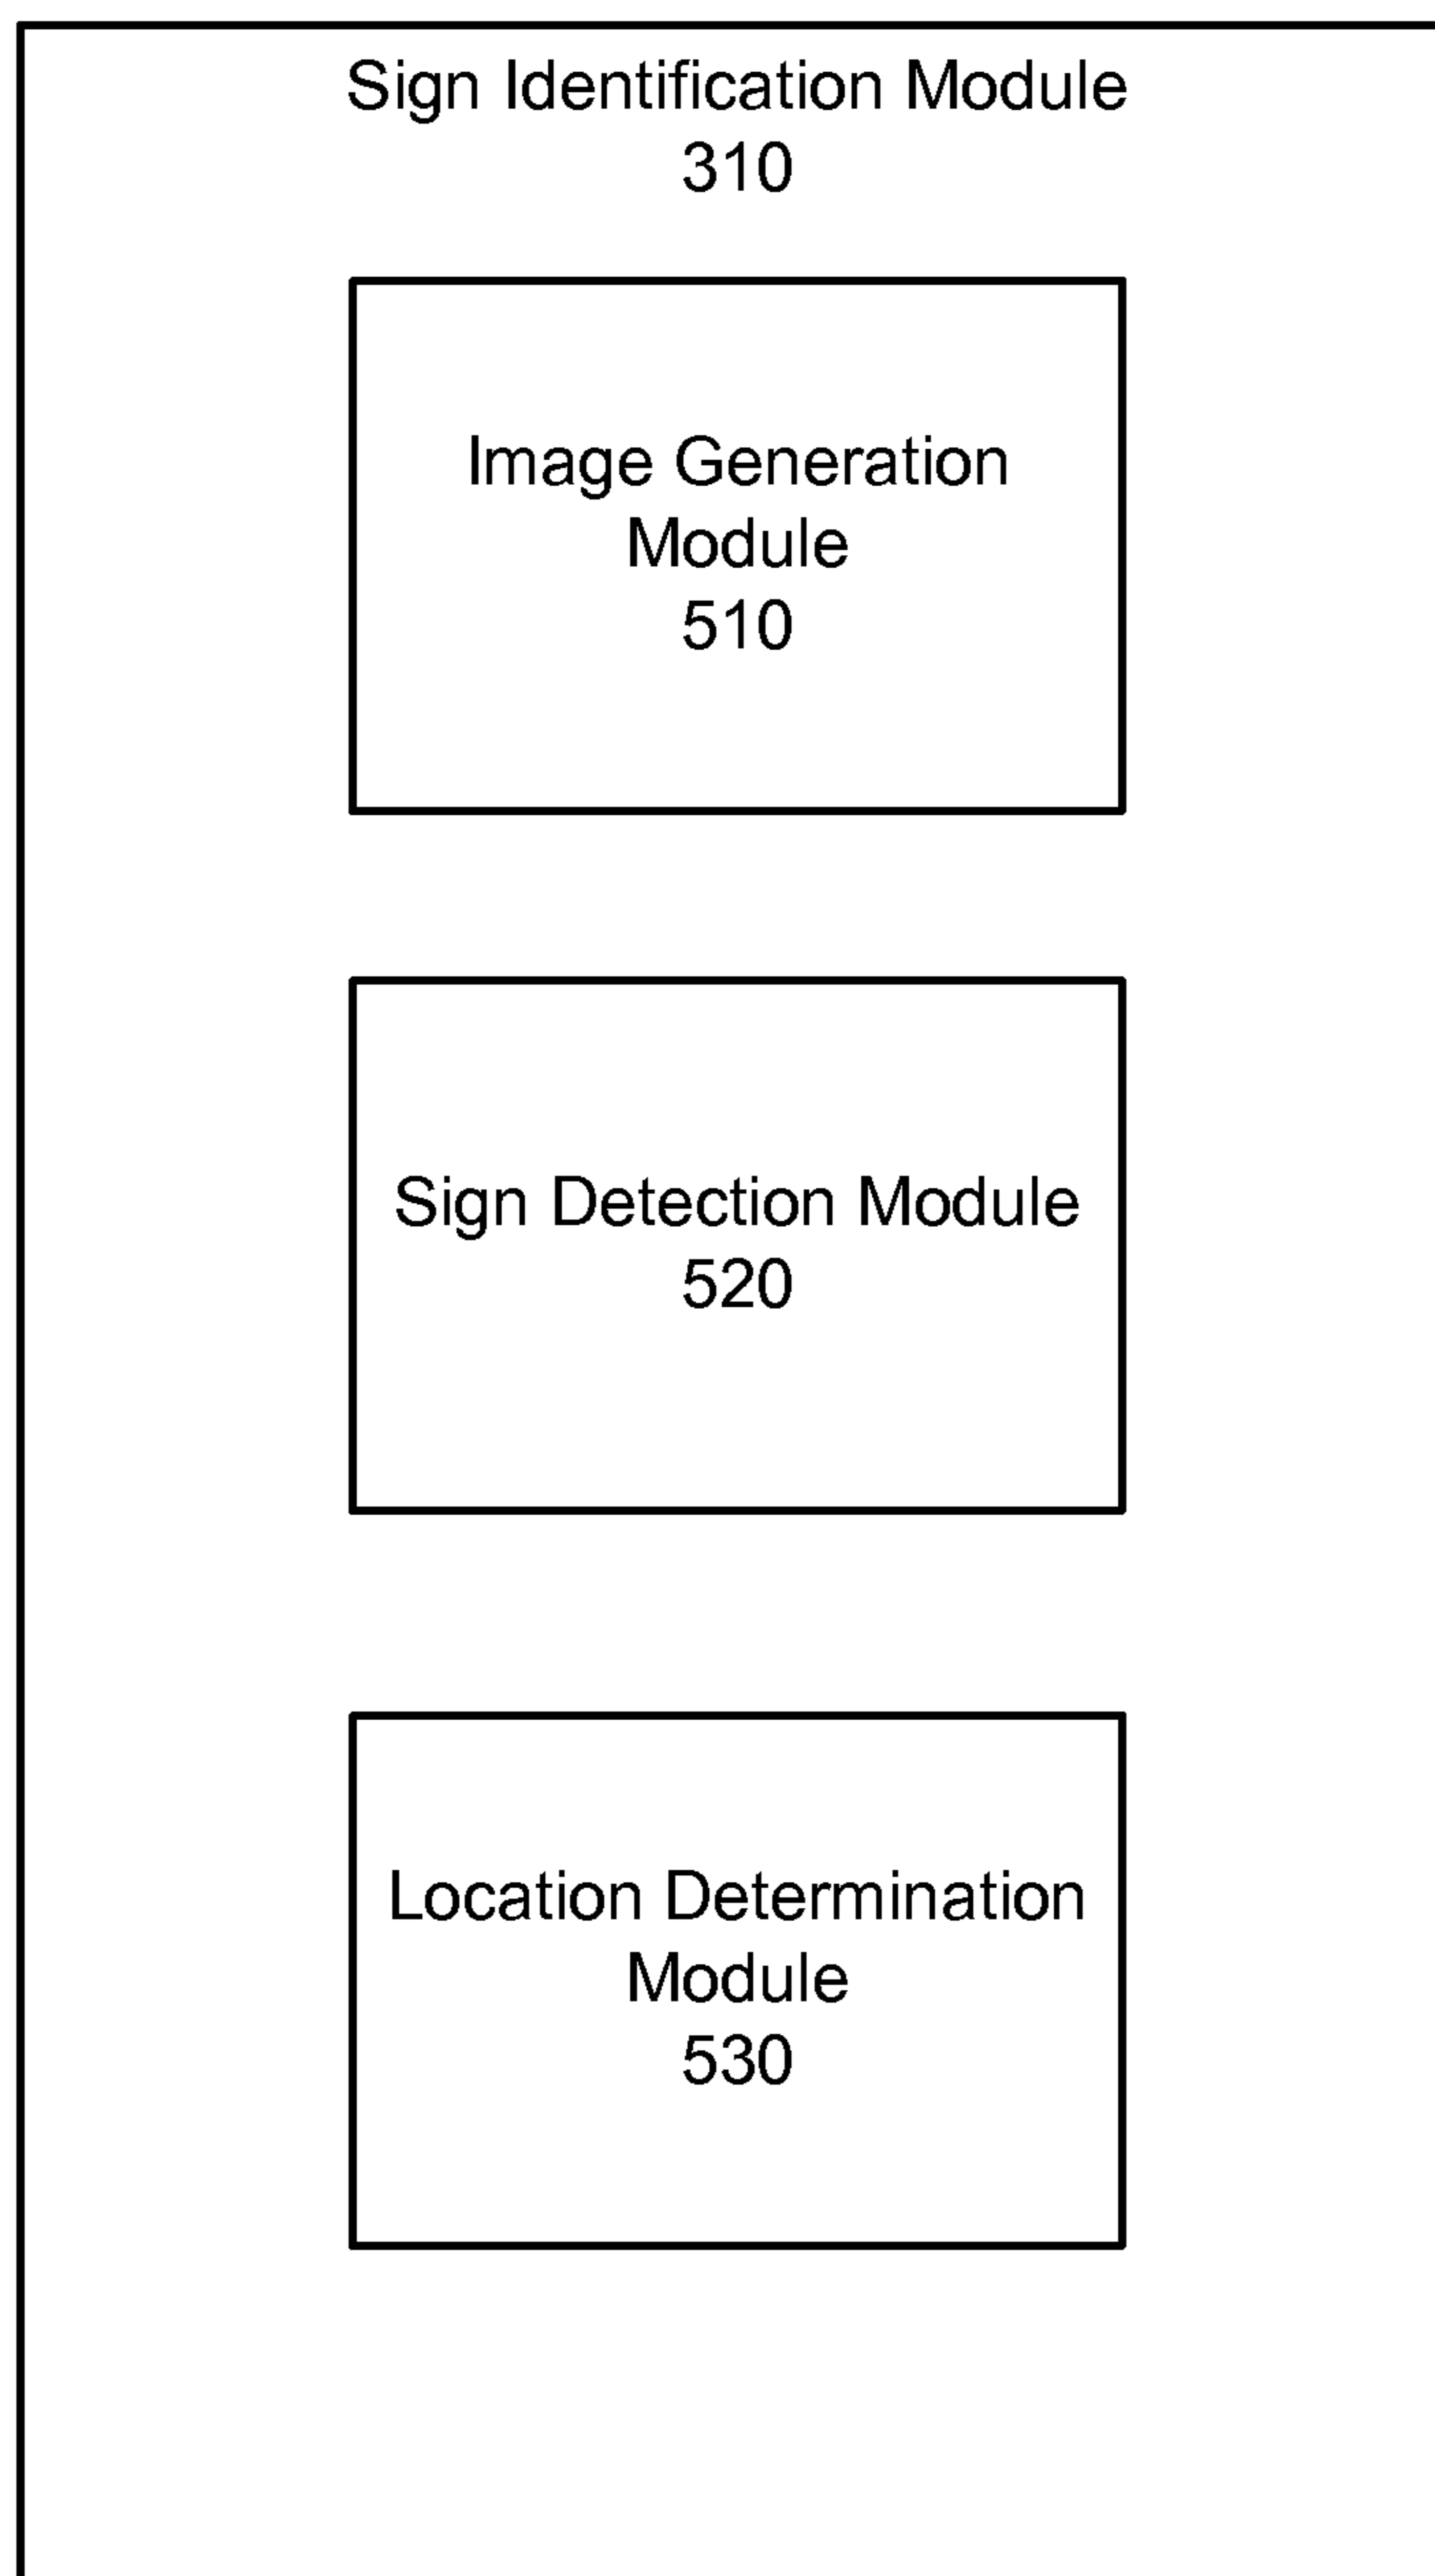 Sign Identification Module
310
Image Generation
Module
510
Sign Detection Module
520
Location Determination
Module
530